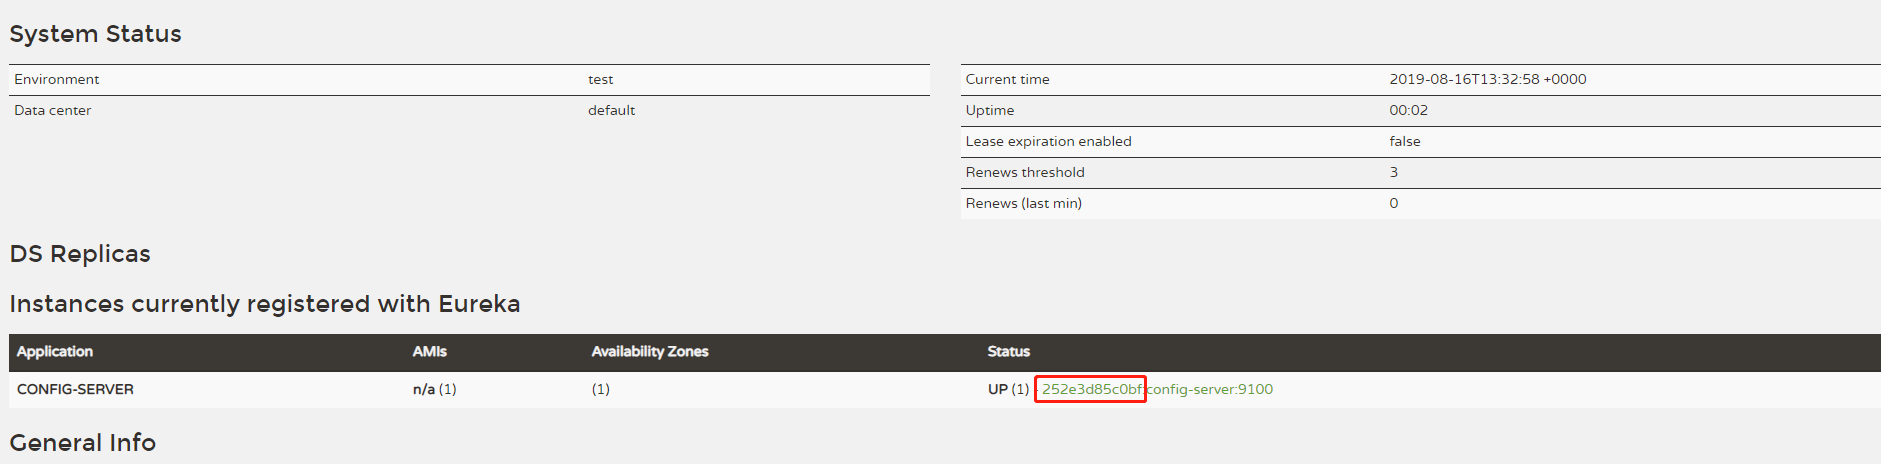 System Status
Environment test
Data center default
Current time 2019-08-16T13:32:58 +0000
Uptime 00:02
Lease expiration enabled false
Renews threshold 3
Renews (last min) 0
DS Replicas
Instances currently registered with Eureka
Application AMIs Availability Zones Status
CONFIG-SERVER n/a (1) (1) UP (1) - 252e3d85c0bf:config-server:9100
General Info